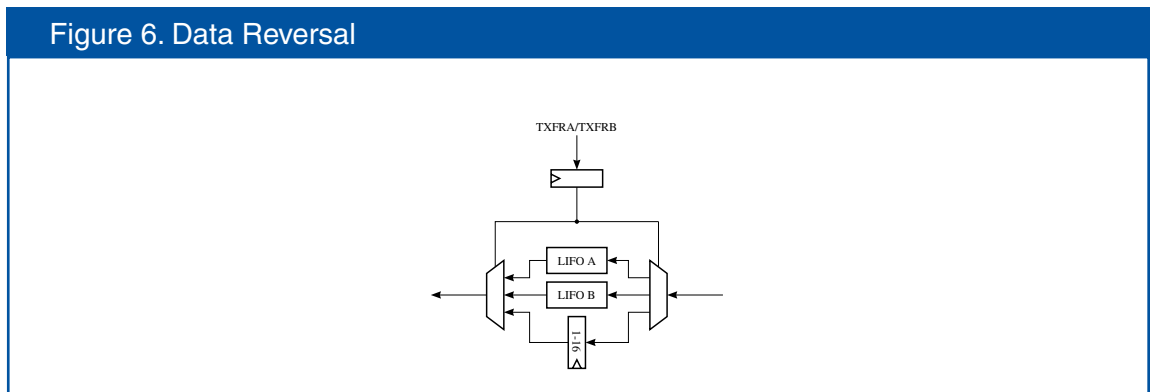 Figure 6. Data Reversal
TXFRA/TXFRB
LIFO A
LIFO B
1-16